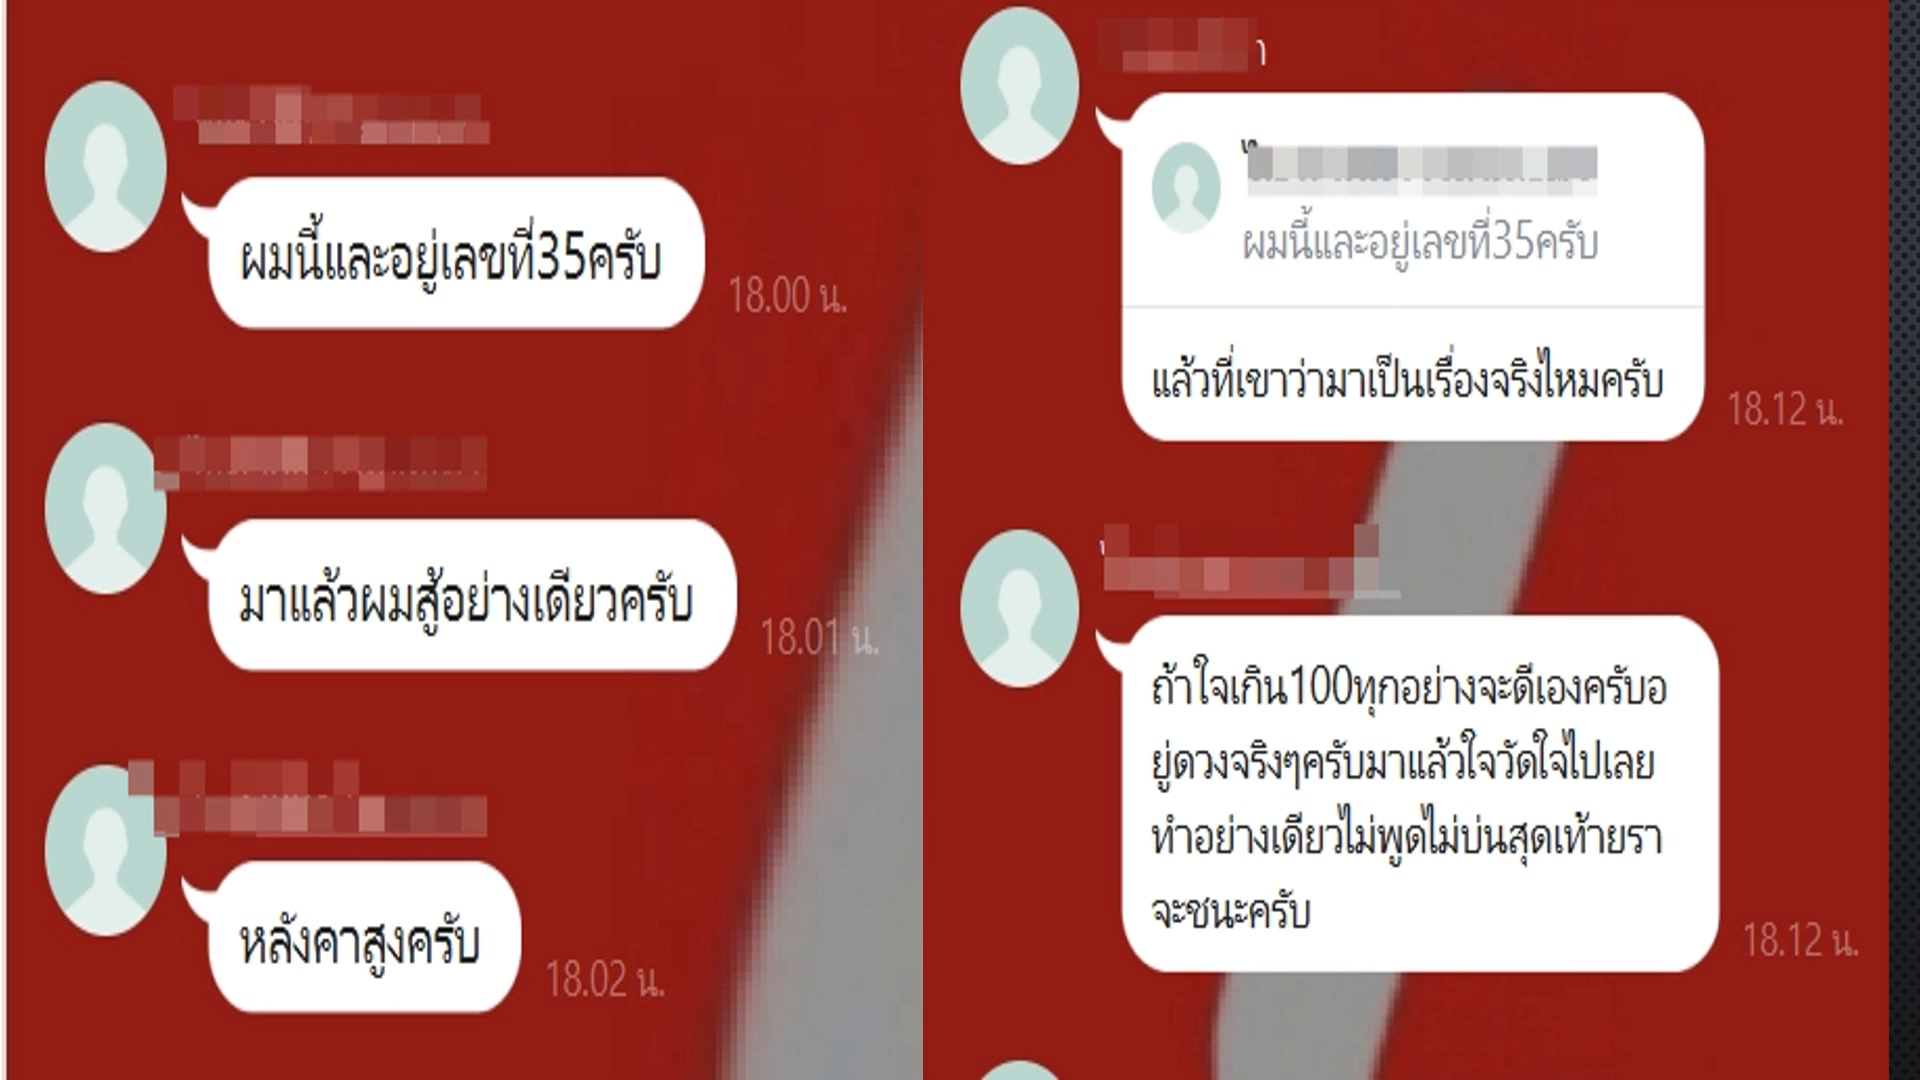 ผมนี้และอยู่เลขที่35ครับ
18.00 น.
มาแล้วผมสู้อย่างเดียวครับ
18.01 น.
หลังคาสูงครับ
18.02 น.
ผมนี้และอยู่เลขที่35ครับ
แล้วที่เขาว่ามาเป็นเรื่องจริงไหมครับ
18.12 น.
ถ้าใจเกิน100ทุกอย่างจะดีเองครับอ
ยู่ดวงจริงๆครับมาแล้วใจวัดใจไปเลย
ทำอย่างเดียวไม่พูดไม่บ่นสุดเท้ายรา
จะชนะครับ
18.12 น.